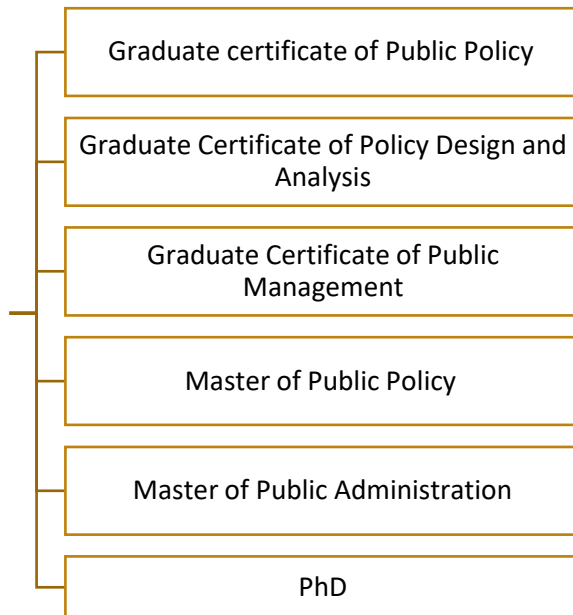 Graduate certificate of Public Policy
Graduate Certificate of Policy Design and
Analysis
Graduate Certificate of Public
Management
Master of Public Policy
Master of Public Administration
PhD